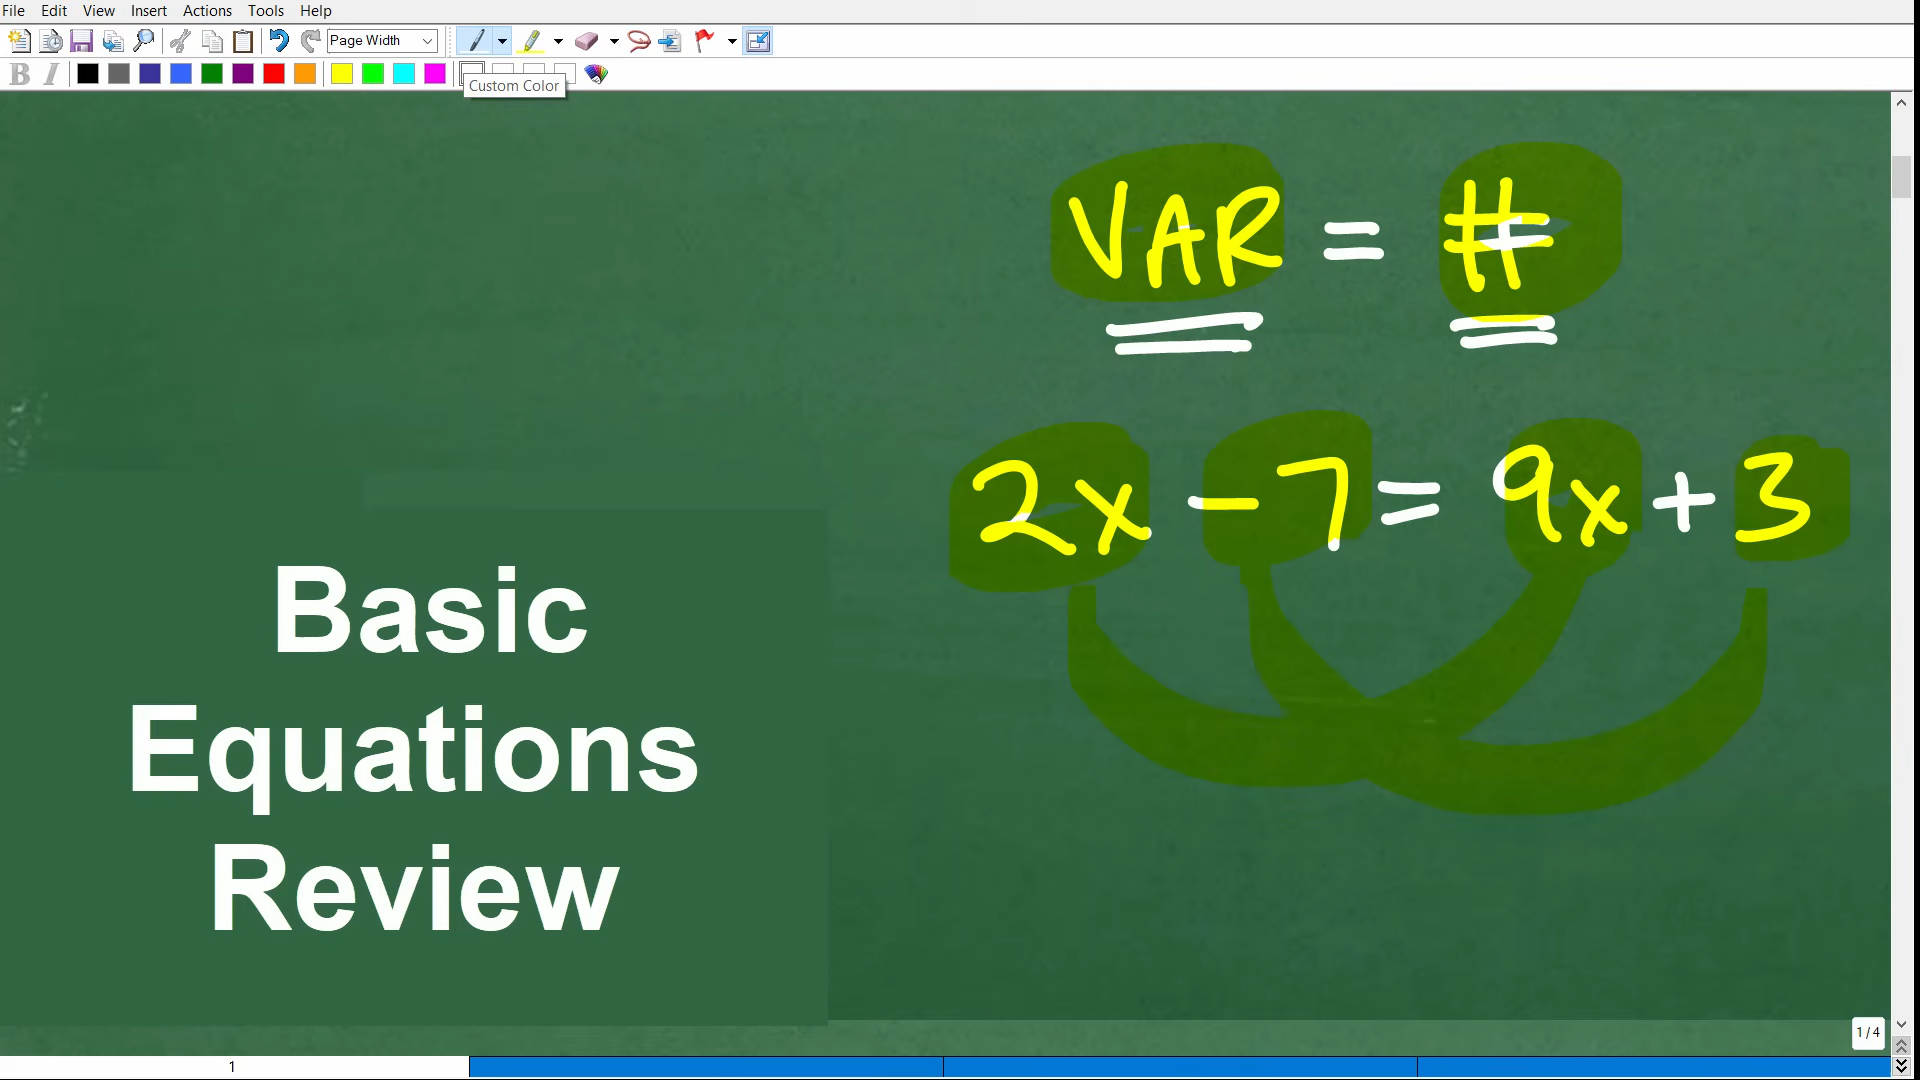 File Edit View Insert Actions Tools Help
Page Width
B I
Custom Color
VAR = #
2x - 7 = 9x + 3
Basic
Equations
Review
1 / 4
1